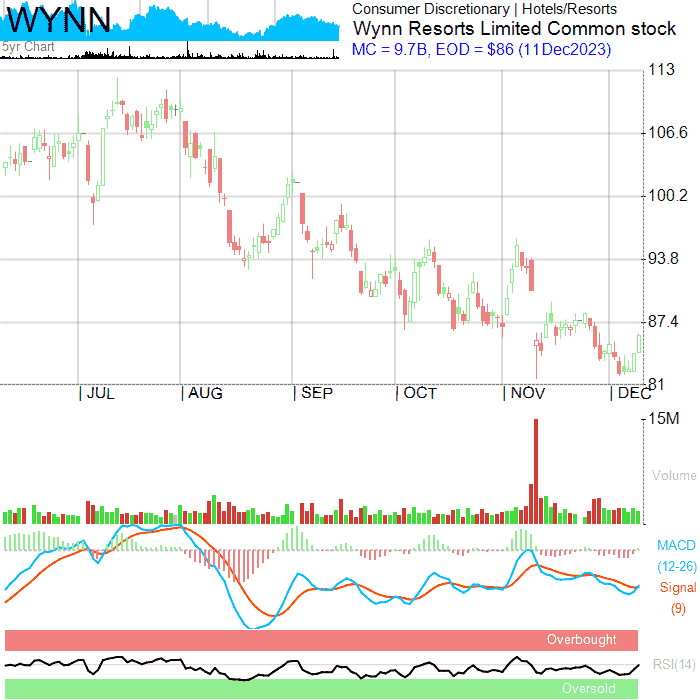 WYNN
5yr Chart
Consumer Discretionary | Hotels/Resorts
Wynn Resorts Limited Common stock
MC = 9.7B, EOD = $86 (11Dec2023)
113
106.6
100.2
93.8
87.4
81
| JUL | AUG | SEP | OCT | NOV | DEC
15M
Volume
MACD
(12-26)
Signal
(9)
Overbought
RSI(14)
Oversold